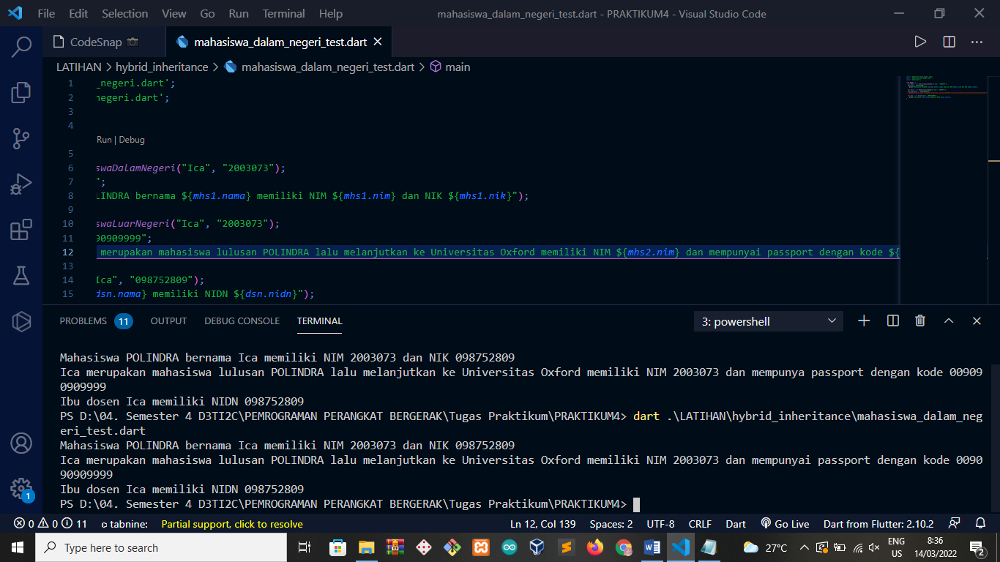 File Edit Selection View Go Run Terminal Help mahasiswa_dalam_negeri_test.dart - PRAKTIKUM4 - Visual Studio Code
CodeSnap mahasiswa_dalam_negeri_test.dart
LATIHAN > hybrid_inheritance > mahasiswa_dalam_negeri_test.dart > main
1 _negeri.dart';
2 negeri.dart';
3
4
Run | Debug
5
6 swaDalamNegeri("Ica", "2003073");
7 ";
8 LINDRA bernama ${mhs1.nama} memiliki NIM ${mhs1.nim} dan NIK ${mhs1.nik}");
9
10 swaLuarNegeri("Ica", "2003073");
11 90909999";
12 merupakan mahasiswa lulusan POLINDRA lalu melanjutkan ke Universitas Oxford memiliki NIM ${mhs2.nim} dan mempunyai passport dengan kode ${
13
14 Ica", "098752809");
15 dsn.nama} memiliki NIDN ${dsn.nidn}");
PROBLEMS 11 OUTPUT DEBUG CONSOLE TERMINAL 3: powershell
Mahasiswa POLINDRA bernama Ica memiliki NIM 2003073 dan NIK 098752809
Ica merupakan mahasiswa lulusan POLINDRA lalu melanjutkan ke Universitas Oxford memiliki NIM 2003073 dan mempunya passport dengan kode 00909
0909999
Ibu dosen Ica memiliki NIDN 098752809
PS D:\04. Semester 4 D3TI2C\PEMROGRAMAN PERANGKAT BERGERAK\Tugas Praktikum\PRAKTIKUM4> dart .\LATIHAN\hybrid_inheritance\mahasiswa_dalam_neg
eri_test.dart
Mahasiswa POLINDRA bernama Ica memiliki NIM 2003073 dan NIK 098752809
Ica merupakan mahasiswa lulusan POLINDRA lalu melanjutkan ke Universitas Oxford memiliki NIM 2003073 dan mempunyai passport dengan kode 0090
90909999
Ibu dosen Ica memiliki NIDN 098752809
PS D:\04. Semester 4 D3TI2C\PEMROGRAMAN PERANGKAT BERGERAK\Tugas Praktikum\PRAKTIKUM4>
1
0 0 11 tabnine: Partial support, click to resolve Ln 12, Col 139 Spaces: 2 UTF-8 CRLF Dart Go Live Dart from Flutter: 2.10.2
Type here to search 27°C ENG US 8:36 14/03/2022 2